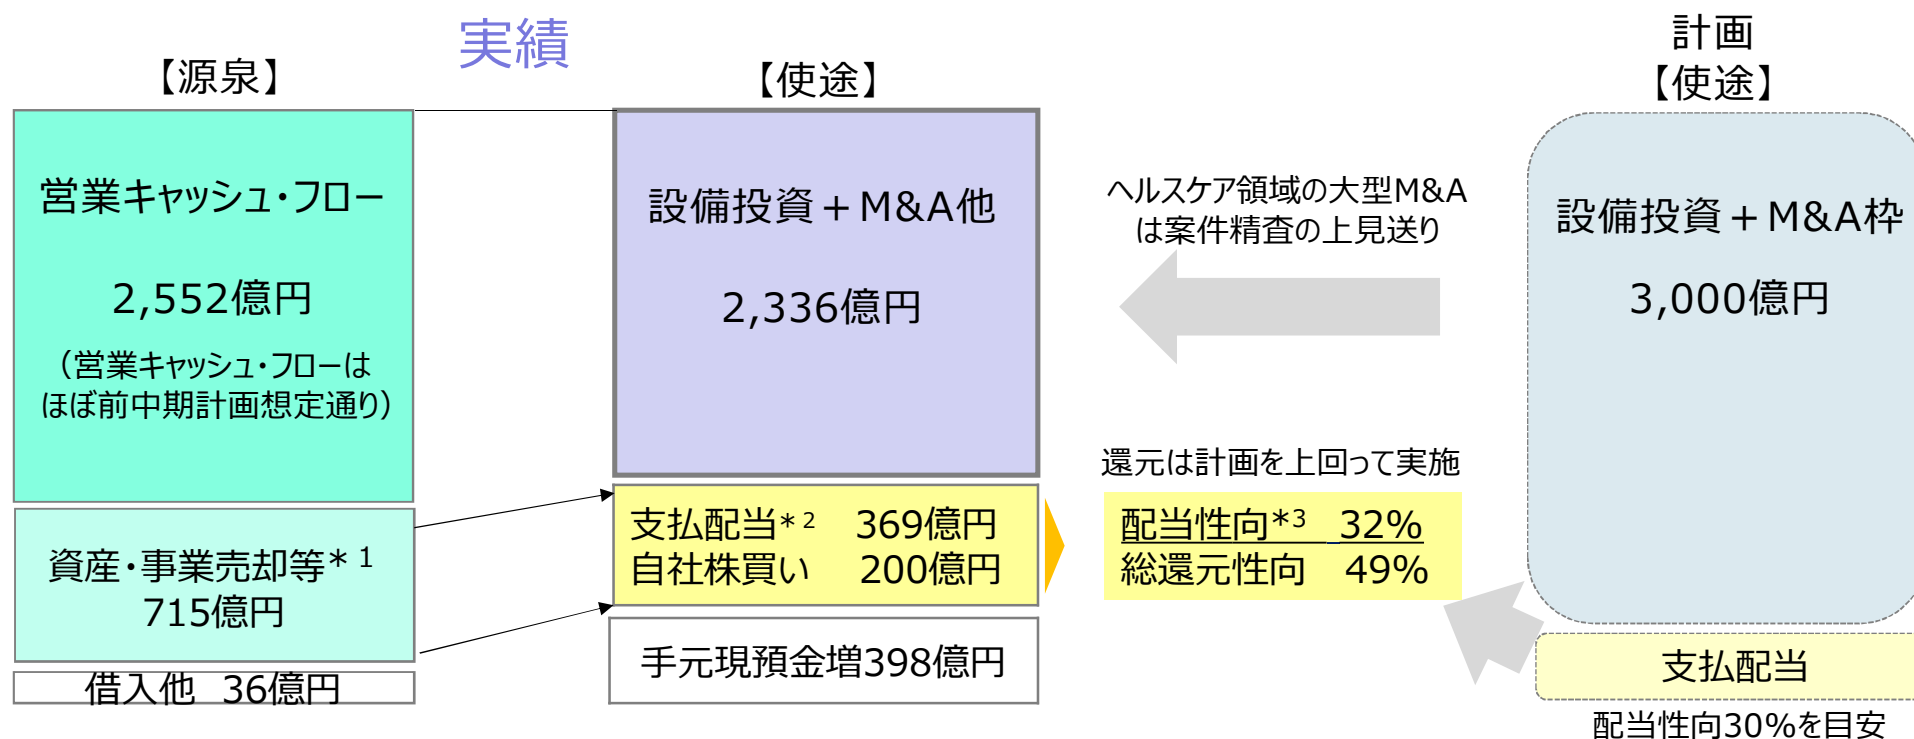 実績
【源泉】
営業キャッシュ・フロー
2,552億円
（営業キャッシュ・フローは
ほぼ前中期計画想定通り）
資産・事業売却等＊1
715億円
借入他 36億円
【使途】
設備投資＋M&A他
2,336億円
支払配当＊2 369億円
自社株買い 200億円
手元現預金増398億円
ヘルスケア領域の大型M&A
は案件精査の上見送り
還元は計画を上回って実施
配当性向*3 32%
総還元性向 49%
計画
【使途】
設備投資＋M&A枠
3,000億円
支払配当
配当性向30%を目安